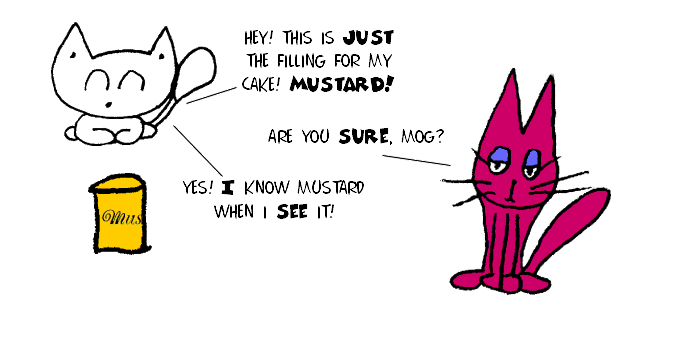 HEY! THIS IS JUST
THE FILLING FOR MY
CAKE! MUSTARD!
ARE YOU SURE, MOG?
YES! I KNOW MUSTARD
WHEN I SEE IT!
Mus